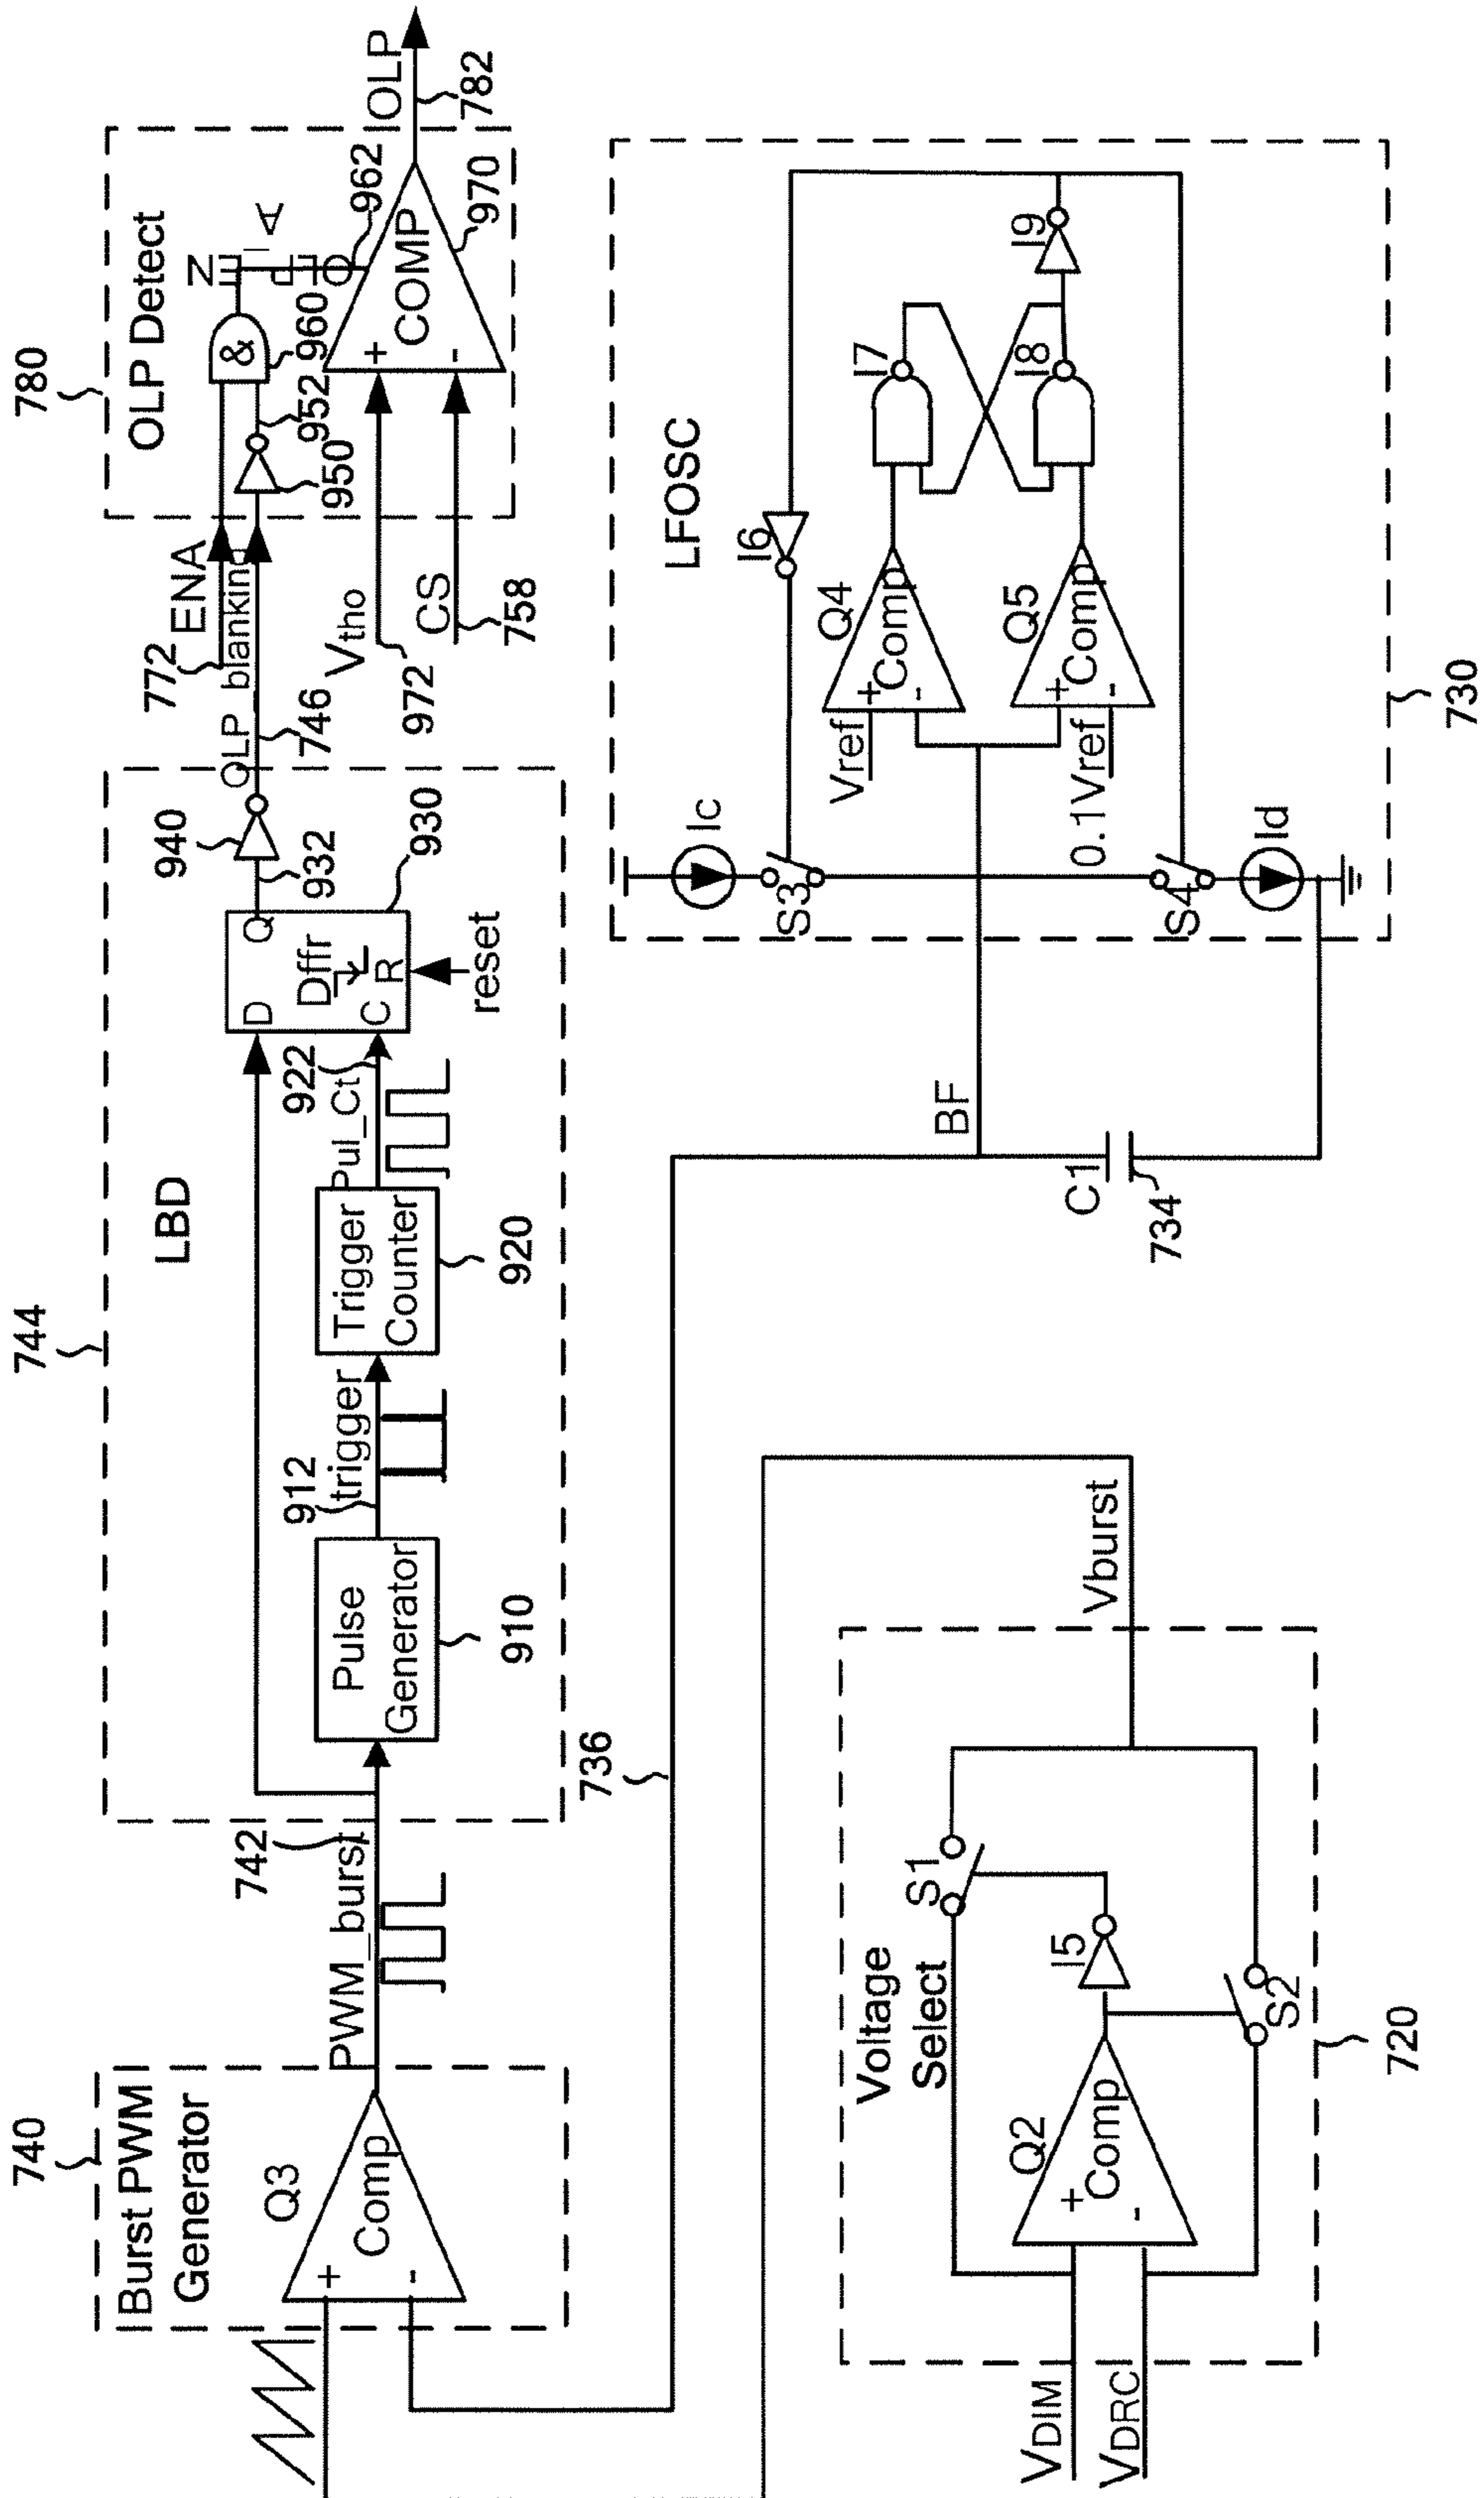 740
Burst PWM
Generator
Q3
Comp
+
-
PWM_burst
742
744
LBD
Pulse
Generator
910
912
trigger
Trigger
Counter
920
922
Pul_Ct
D
Q
Dffr
C
R
930
reset
932
940
OLP_blanking
746
772
ENA
780
OLP Detect
950
952
&
960
962
Vtho
972
CS
758
+
-
COMP
970
OLP
782
736
VDIM
VDRC
Voltage
Select
Q2
+
-
Comp
I5
S1
S2
720
Vburst
BF
C1
734
LFOSC
Ic
S3
S4
Id
Vref
0.1Vref
Q4
+
-
Comp
Q5
+
-
Comp
I6
I7
I8
I9
730